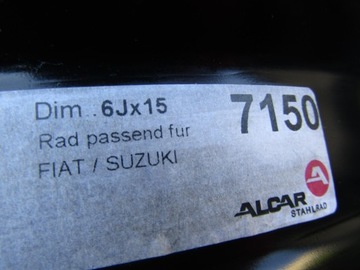 Dim.. 6Jx15
7150
Rad passend fur
FIAT / SUZUKI
ALCAR
STAHLRAD